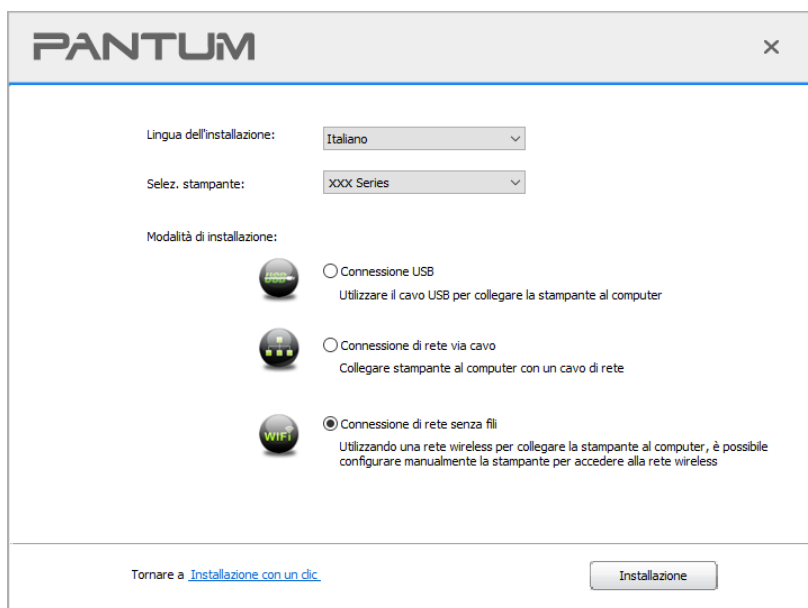 PANTUM
Lingua dell'installazione:
Italiano
Selez. stampante:
XXX Series
Modalità di installazione:
USB
Connessione USB
Utilizzare il cavo USB per collegare la stampante al computer
Connessione di rete via cavo
Collegare stampante al computer con un cavo di rete
WiFi
Connessione di rete senza fili
Utilizzando una rete wireless per collegare la stampante al computer, è possibile
configurare manualmente la stampante per accedere alla rete wireless
Tornare a Installazione con un clic
Installazione